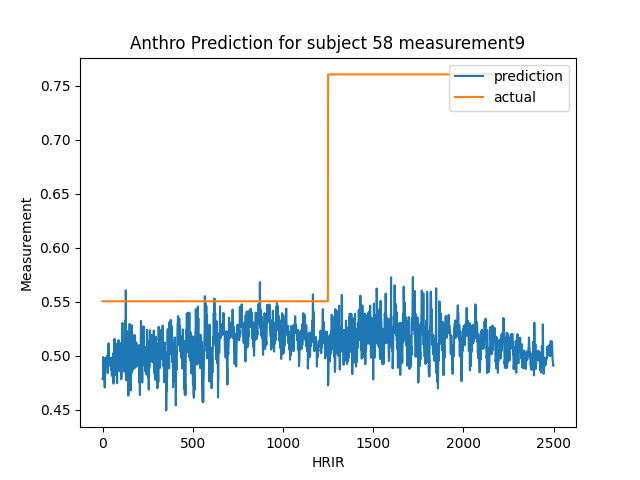 Anthro Prediction for subject 58 measurement9
prediction
actual
0.75
0.70
0.65
0.60
0.55
0.50
0.45
Measurement
0
500
1000
1500
2000
2500
HRIR